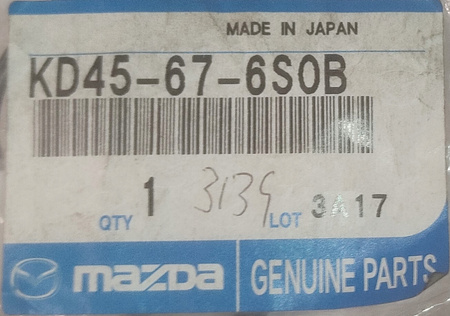 MADE IN JAPAN
KD45-67-6S0B
QTY 1 3139 LOT 3A17
mazda GENUINE PARTS